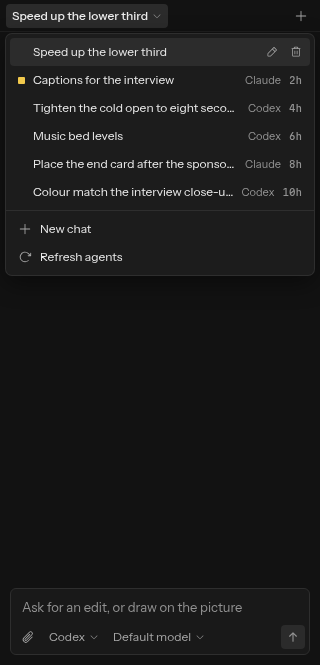 Speed up the lower third
Speed up the lower third
Captions for the interview Claude 2h
Tighten the cold open to eight seco... Codex 4h
Music bed levels Codex 6h
Place the end card after the sponso... Claude 8h
Colour match the interview close-u... Codex 10h
New chat
Refresh agents
Ask for an edit, or draw on the picture
Codex Default model